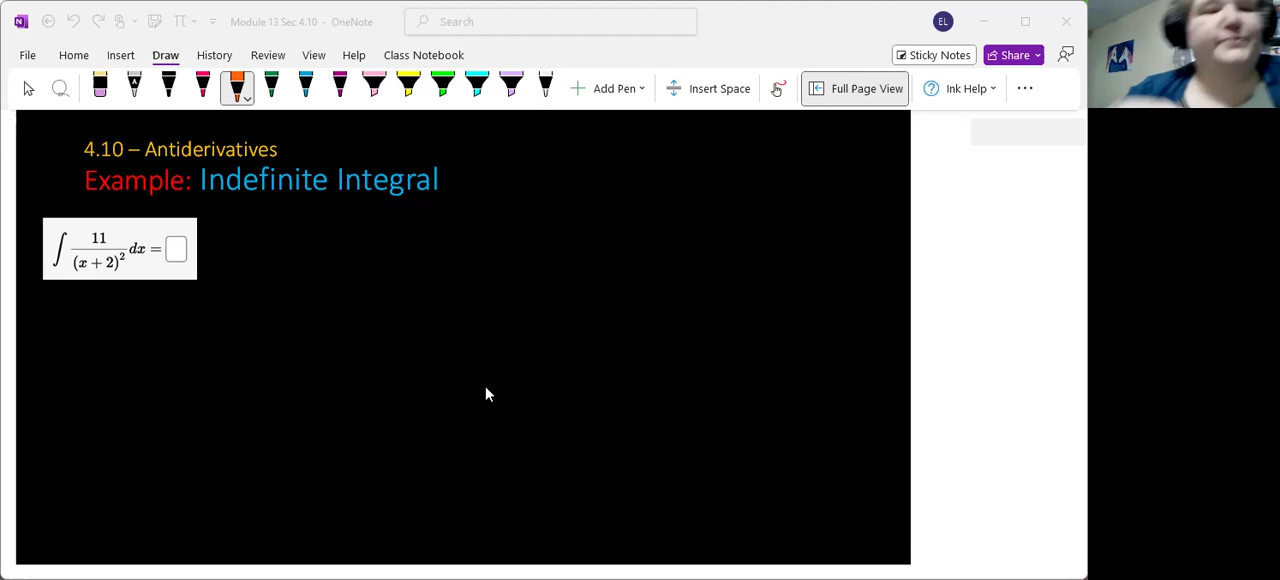 Module 13 Sec 4.10 - OneNote
Search
EL
File Home Insert Draw History Review View Help Class Notebook
Sticky Notes
Share
A
Add Pen
Insert Space
Full Page View
Ink Help
4.10 – Antiderivatives
Example: Indefinite Integral
∫ 11/(x + 2)² dx =